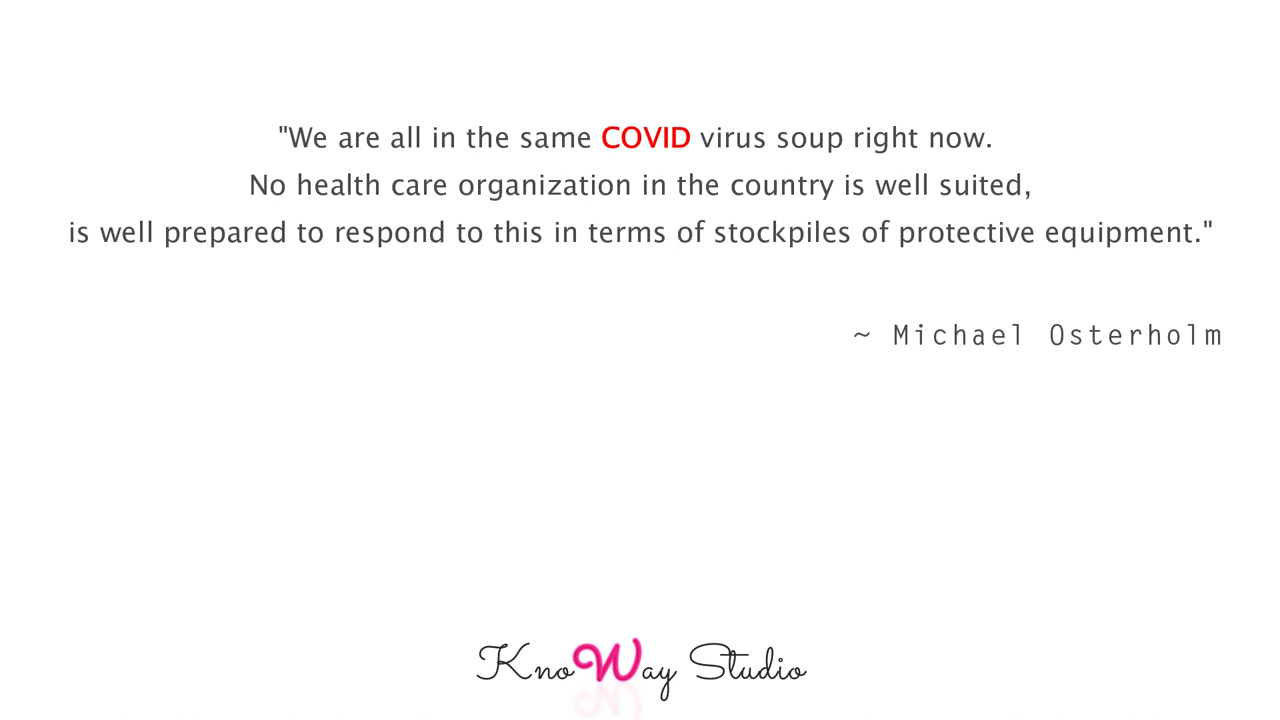 "We are all in the same COVID virus soup right now.
No health care organization in the country is well suited,
is well prepared to respond to this in terms of stockpiles of protective equipment."
~ Michael Osterholm
KnoWay Studio